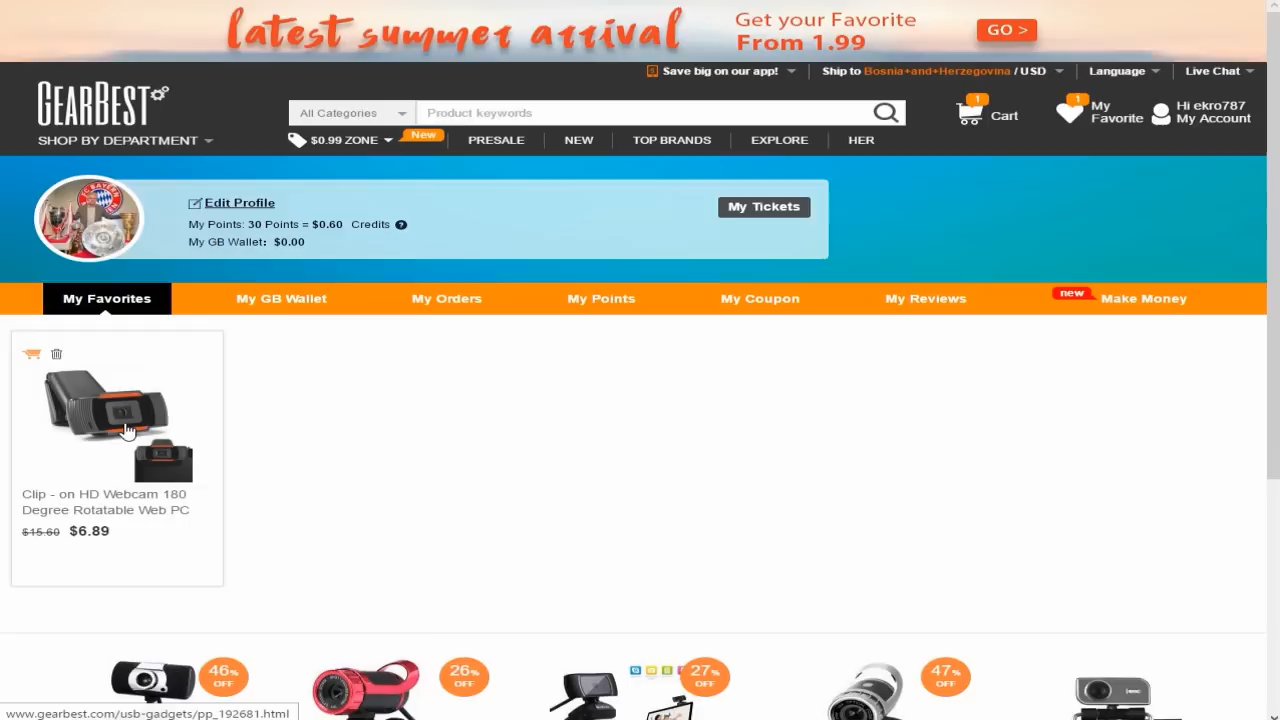 latest summer arrival
Get your Favorite
From 1.99
GO >
Save big on our app!
Ship to Bosnia+and+Herzegovina / USD
Language
Live Chat
GEARBEST
All Categories
Product keywords
1
Cart
1
My Favorite
Hi ekro787
My Account
SHOP BY DEPARTMENT
$0.99 ZONE
New
PRESALE
NEW
TOP BRANDS
EXPLORE
HER
FC BAYERN
Edit Profile
My Points: 30 Points = $0.60 Credits ?
My GB Wallet: $0.00
My Tickets
My Favorites
My GB Wallet
My Orders
My Points
My Coupon
My Reviews
new
Make Money
Clip - on HD Webcam 180
Degree Rotatable Web PC
$15.60 $6.89
46% OFF
26% OFF
27% OFF
47% OFF
www.gearbest.com/usb-gadgets/pp_192681.html